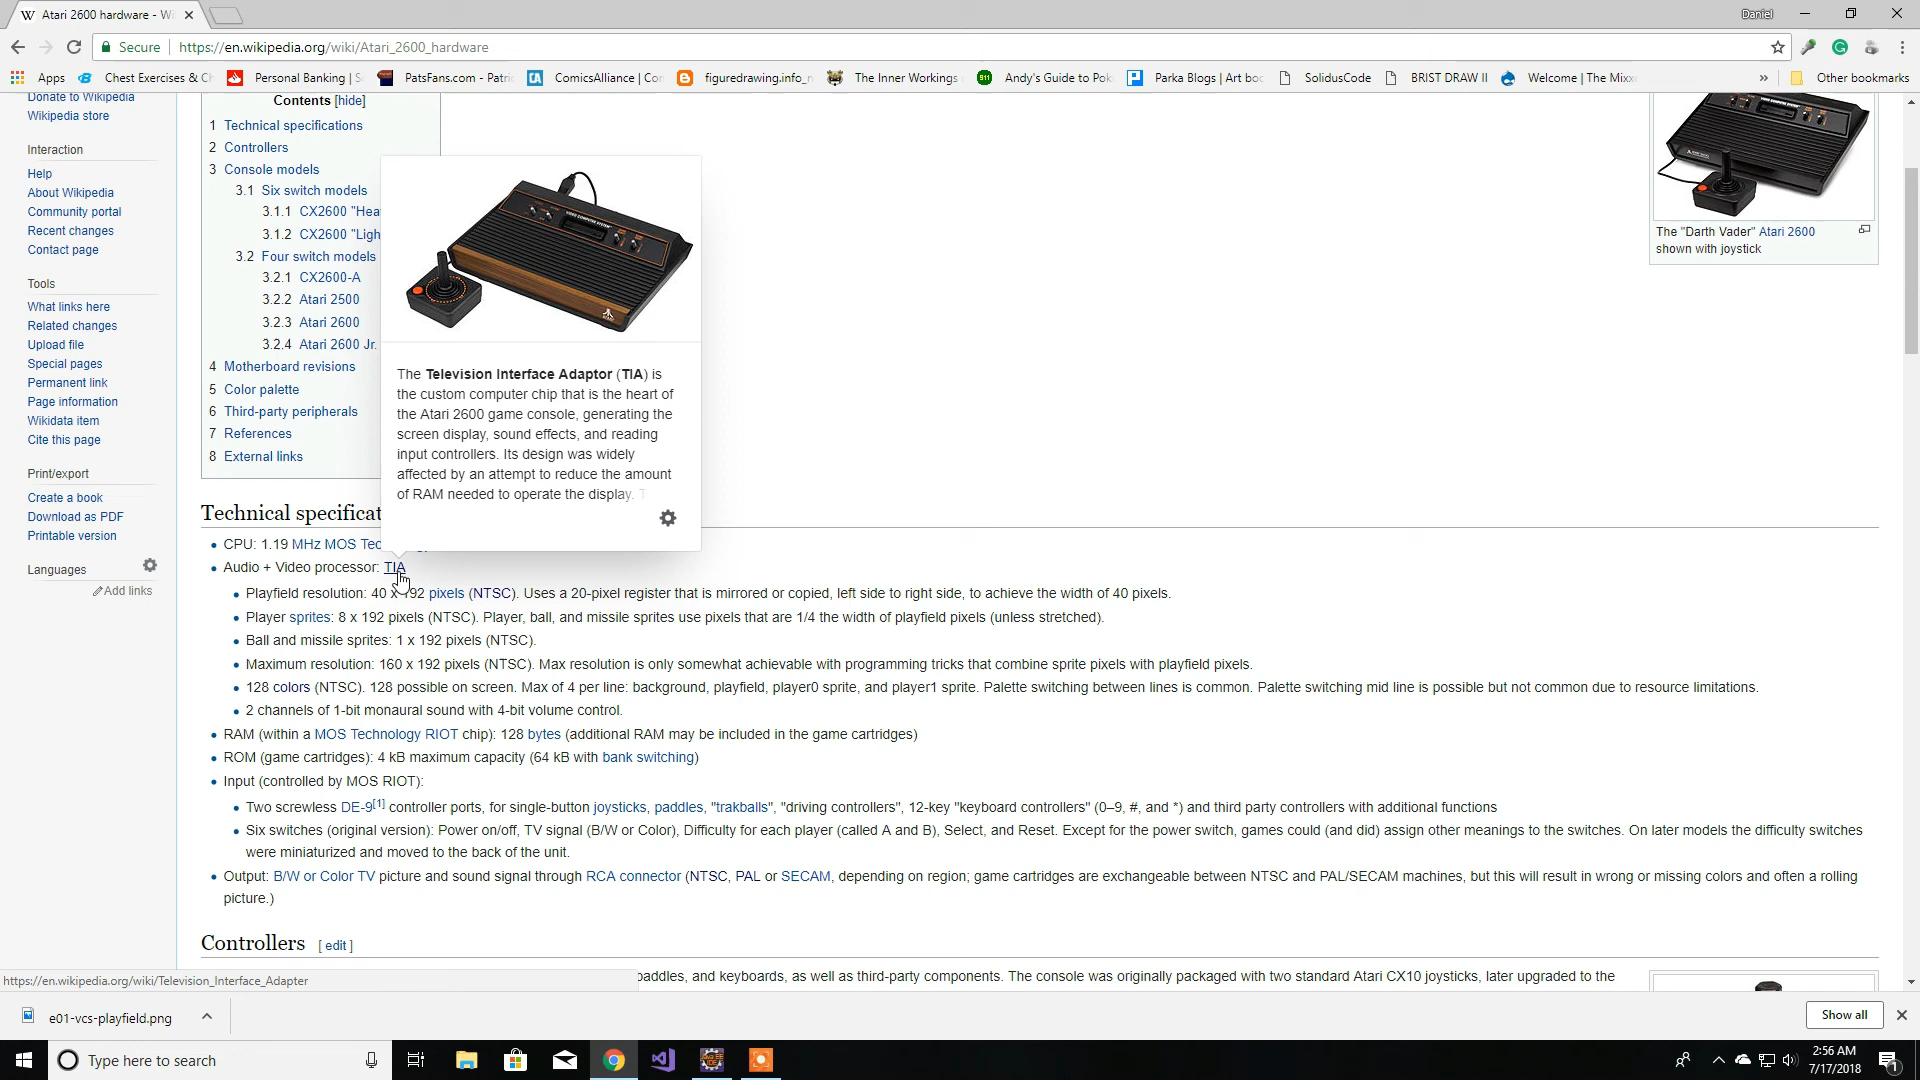 Atari 2600 hardware - Wi
Daniel
Secure
https://en.wikipedia.org/wiki/Atari_2600_hardware
Apps
Chest Exercises & Ch
Personal Banking | S
PatsFans.com - Patri
ComicsAlliance | Com
figuredrawing.info_n
The Inner Workings
Andy's Guide to Pok
Parka Blogs | Art boo
SolidusCode
BRIST DRAW II
Welcome | The Mixx
»
Other bookmarks
Donate to Wikipedia
Wikipedia store
Interaction
Help
About Wikipedia
Community portal
Recent changes
Contact page
Tools
What links here
Related changes
Upload file
Special pages
Permanent link
Page information
Wikidata item
Cite this page
Print/export
Create a book
Download as PDF
Printable version
Languages
Add links
Contents [hide]
1 Technical specifications
2 Controllers
3 Console models
3.1 Six switch models
3.1.1 CX2600 "Hea
3.1.2 CX2600 "Ligh
3.2 Four switch models
3.2.1 CX2600-A
3.2.2 Atari 2500
3.2.3 Atari 2600
3.2.4 Atari 2600 Jr.
4 Motherboard revisions
5 Color palette
6 Third-party peripherals
7 References
8 External links
The Television Interface Adaptor (TIA) is
the custom computer chip that is the heart of
the Atari 2600 game console, generating the
screen display, sound effects, and reading
input controllers. Its design was widely
affected by an attempt to reduce the amount
of RAM needed to operate the display. T
The "Darth Vader" Atari 2600
shown with joystick
Technical specificat
• CPU: 1.19 MHz MOS Tec
• Audio + Video processor: TIA
• Playfield resolution: 40 x 192 pixels (NTSC). Uses a 20-pixel register that is mirrored or copied, left side to right side, to achieve the width of 40 pixels.
• Player sprites: 8 x 192 pixels (NTSC). Player, ball, and missile sprites use pixels that are 1/4 the width of playfield pixels (unless stretched).
• Ball and missile sprites: 1 x 192 pixels (NTSC).
• Maximum resolution: 160 x 192 pixels (NTSC). Max resolution is only somewhat achievable with programming tricks that combine sprite pixels with playfield pixels.
• 128 colors (NTSC). 128 possible on screen. Max of 4 per line: background, playfield, player0 sprite, and player1 sprite. Palette switching between lines is common. Palette switching mid line is possible but not common due to resource limitations.
• 2 channels of 1-bit monaural sound with 4-bit volume control.
• RAM (within a MOS Technology RIOT chip): 128 bytes (additional RAM may be included in the game cartridges)
• ROM (game cartridges): 4 kB maximum capacity (64 kB with bank switching)
• Input (controlled by MOS RIOT):
• Two screwless DE-9[1] controller ports, for single-button joysticks, paddles, "trakballs", "driving controllers", 12-key "keyboard controllers" (0–9, #, and *) and third party controllers with additional functions
• Six switches (original version): Power on/off, TV signal (B/W or Color), Difficulty for each player (called A and B), Select, and Reset. Except for the power switch, games could (and did) assign other meanings to the switches. On later models the difficulty switches
were miniaturized and moved to the back of the unit.
• Output: B/W or Color TV picture and sound signal through RCA connector (NTSC, PAL or SECAM, depending on region; game cartridges are exchangeable between NTSC and PAL/SECAM machines, but this will result in wrong or missing colors and often a rolling
picture.)
Controllers [ edit ]
https://en.wikipedia.org/wiki/Television_Interface_Adapter
paddles, and keyboards, as well as third-party components. The console was originally packaged with two standard Atari CX10 joysticks, later upgraded to the
e01-vcs-playfield.png
Show all
Type here to search
2:56 AM
7/17/2018
1